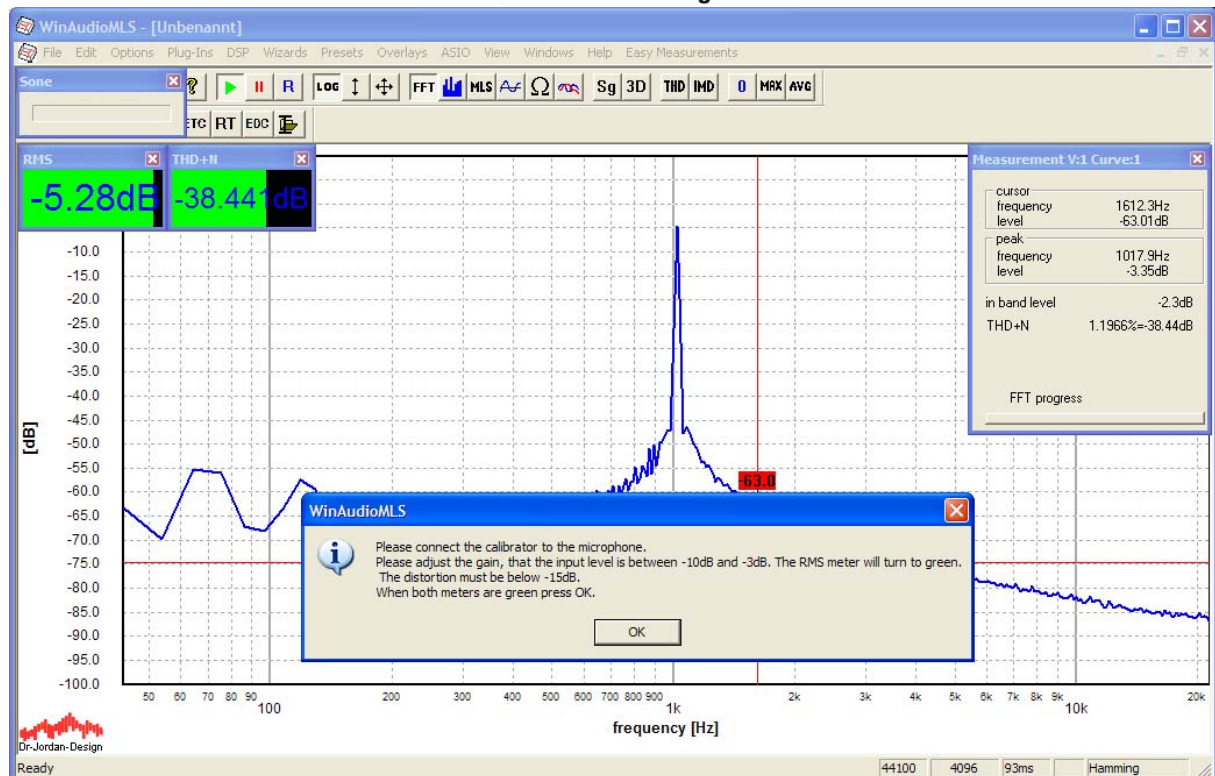 WinAudioMLS - [Unbenannt]
File Edit Options Plug-Ins DSP Wizards Presets Overlays ASIO View Windows Help Easy Measurements
Sone
R LOG FFT MLS Ω Sg 3D THD IMD 0 MAX AVG
RT EDC
RMS
-5.28dB
THD+N
-38.441dB
Measurement V:1 Curve:1
cursor
frequency 1612.3Hz
level -63.01dB
peak
frequency 1017.9Hz
level -3.35dB
in band level -2.3dB
THD+N 1.1966%=-38.44dB
FFT progress
-10.0
-15.0
-20.0
-25.0
-30.0
-35.0
-40.0
-45.0
-50.0
-55.0
-60.0
-65.0
-70.0
-75.0
-80.0
-85.0
-90.0
-95.0
-100.0
[dB]
-63.0
WinAudioMLS
Please connect the calibrator to the microphone.
Please adjust the gain, that the input level is between -10dB and -3dB. The RMS meter will turn to green.
The distortion must be below -15dB.
When both meters are green press OK.
OK
50 60 70 80 90 100 200 300 400 500 600 700 800 900 1k 2k 3k 4k 5k 6k 7k 8k 9k 10k 20k
frequency [Hz]
Dr-Jordan-Design
Ready 44100 4096 93ms Hamming